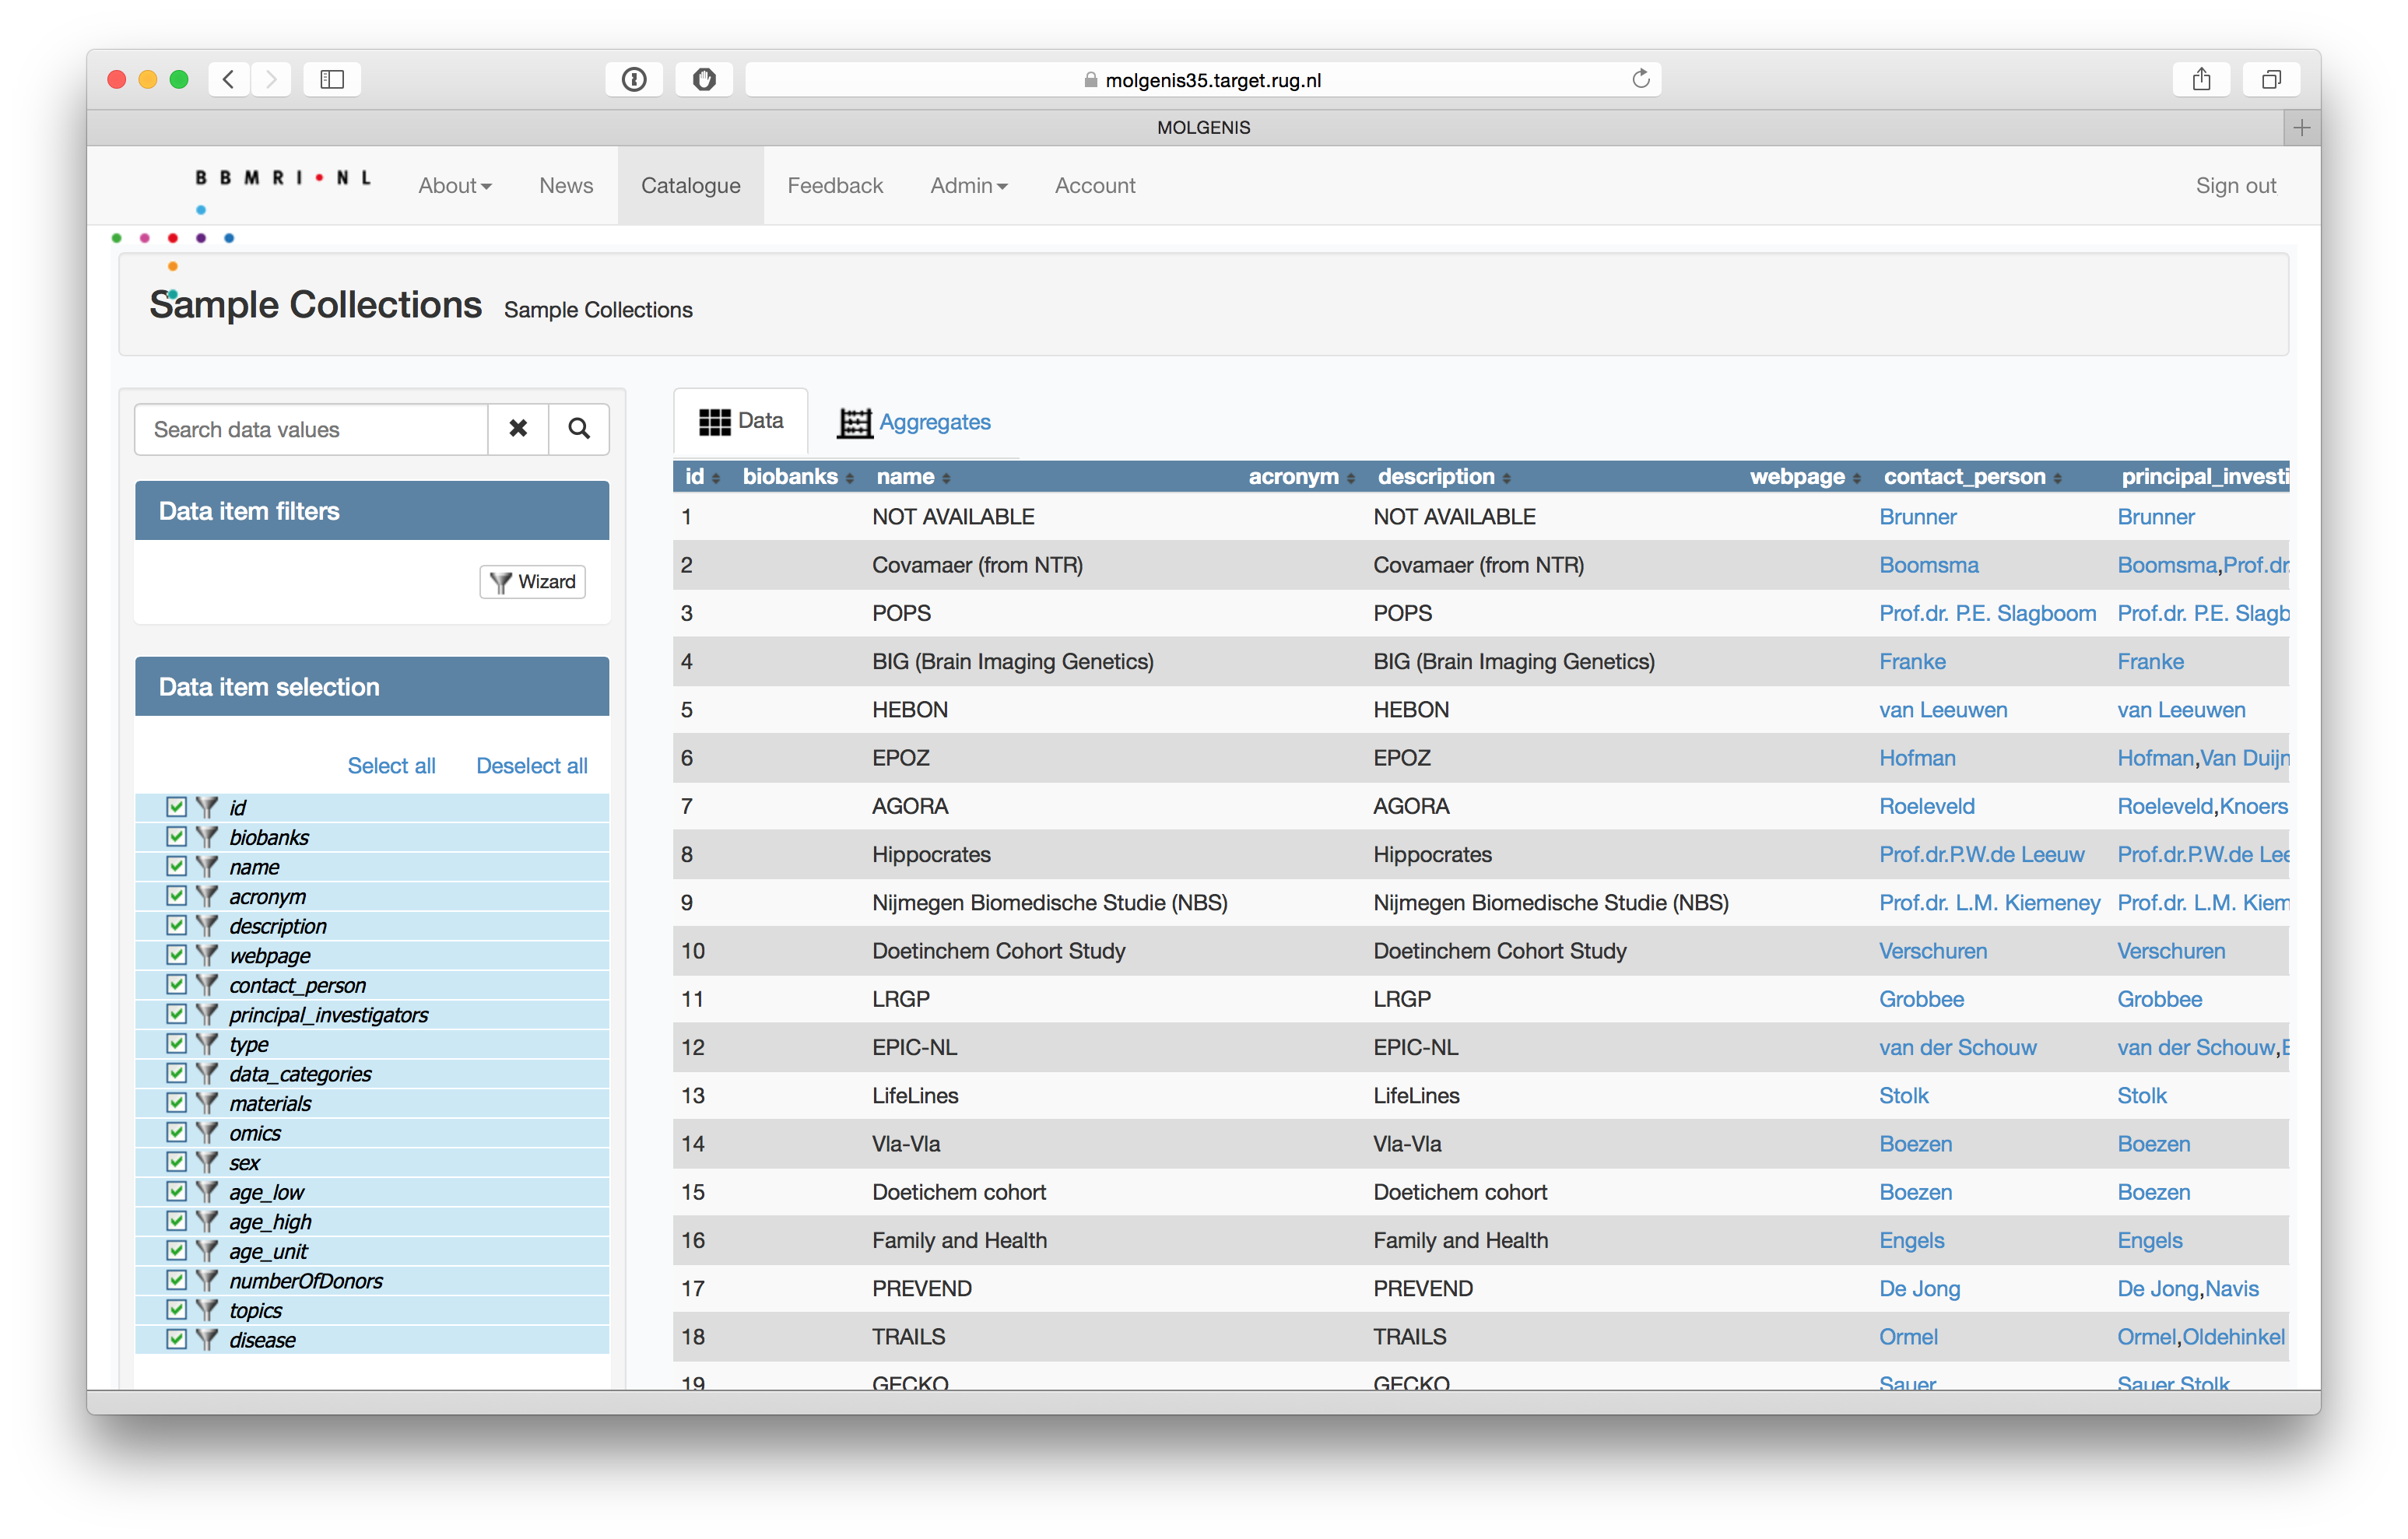 molgenis35.target.rug.nl
MOLGENIS
BBMRI NL About News Catalogue Feedback Admin Account Sign out
Sample Collections Sample Collections
Search data values
Data item filters
Wizard
Data item selection
Select all Deselect all
id
biobanks
name
acronym
description
webpage
contact_person
principal_investigators
type
data_categories
materials
omics
sex
age_low
age_high
age_unit
numberOfDonors
topics
disease
Data Aggregates
id biobanks name acronym description webpage contact_person principal_investi
1 NOT AVAILABLE NOT AVAILABLE Brunner Brunner
2 Covamaer (from NTR) Covamaer (from NTR) Boomsma Boomsma,Prof.dr.
3 POPS POPS Prof.dr. P.E. Slagboom Prof.dr. P.E. Slagb
4 BIG (Brain Imaging Genetics) BIG (Brain Imaging Genetics) Franke Franke
5 HEBON HEBON van Leeuwen van Leeuwen
6 EPOZ EPOZ Hofman Hofman,Van Duijn
7 AGORA AGORA Roeleveld Roeleveld,Knoers
8 Hippocrates Hippocrates Prof.dr.P.W.de Leeuw Prof.dr.P.W.de Lee
9 Nijmegen Biomedische Studie (NBS) Nijmegen Biomedische Studie (NBS) Prof.dr. L.M. Kiemeney Prof.dr. L.M. Kiem
10 Doetinchem Cohort Study Doetinchem Cohort Study Verschuren Verschuren
11 LRGP LRGP Grobbee Grobbee
12 EPIC-NL EPIC-NL van der Schouw van der Schouw,
13 LifeLines LifeLines Stolk Stolk
14 Vla-Vla Vla-Vla Boezen Boezen
15 Doetichem cohort Doetichem cohort Boezen Boezen
16 Family and Health Family and Health Engels Engels
17 PREVEND PREVEND De Jong De Jong,Navis
18 TRAILS TRAILS Ormel Ormel,Oldehinkel
19 GECKO GECKO Sauer Sauer,Stolk